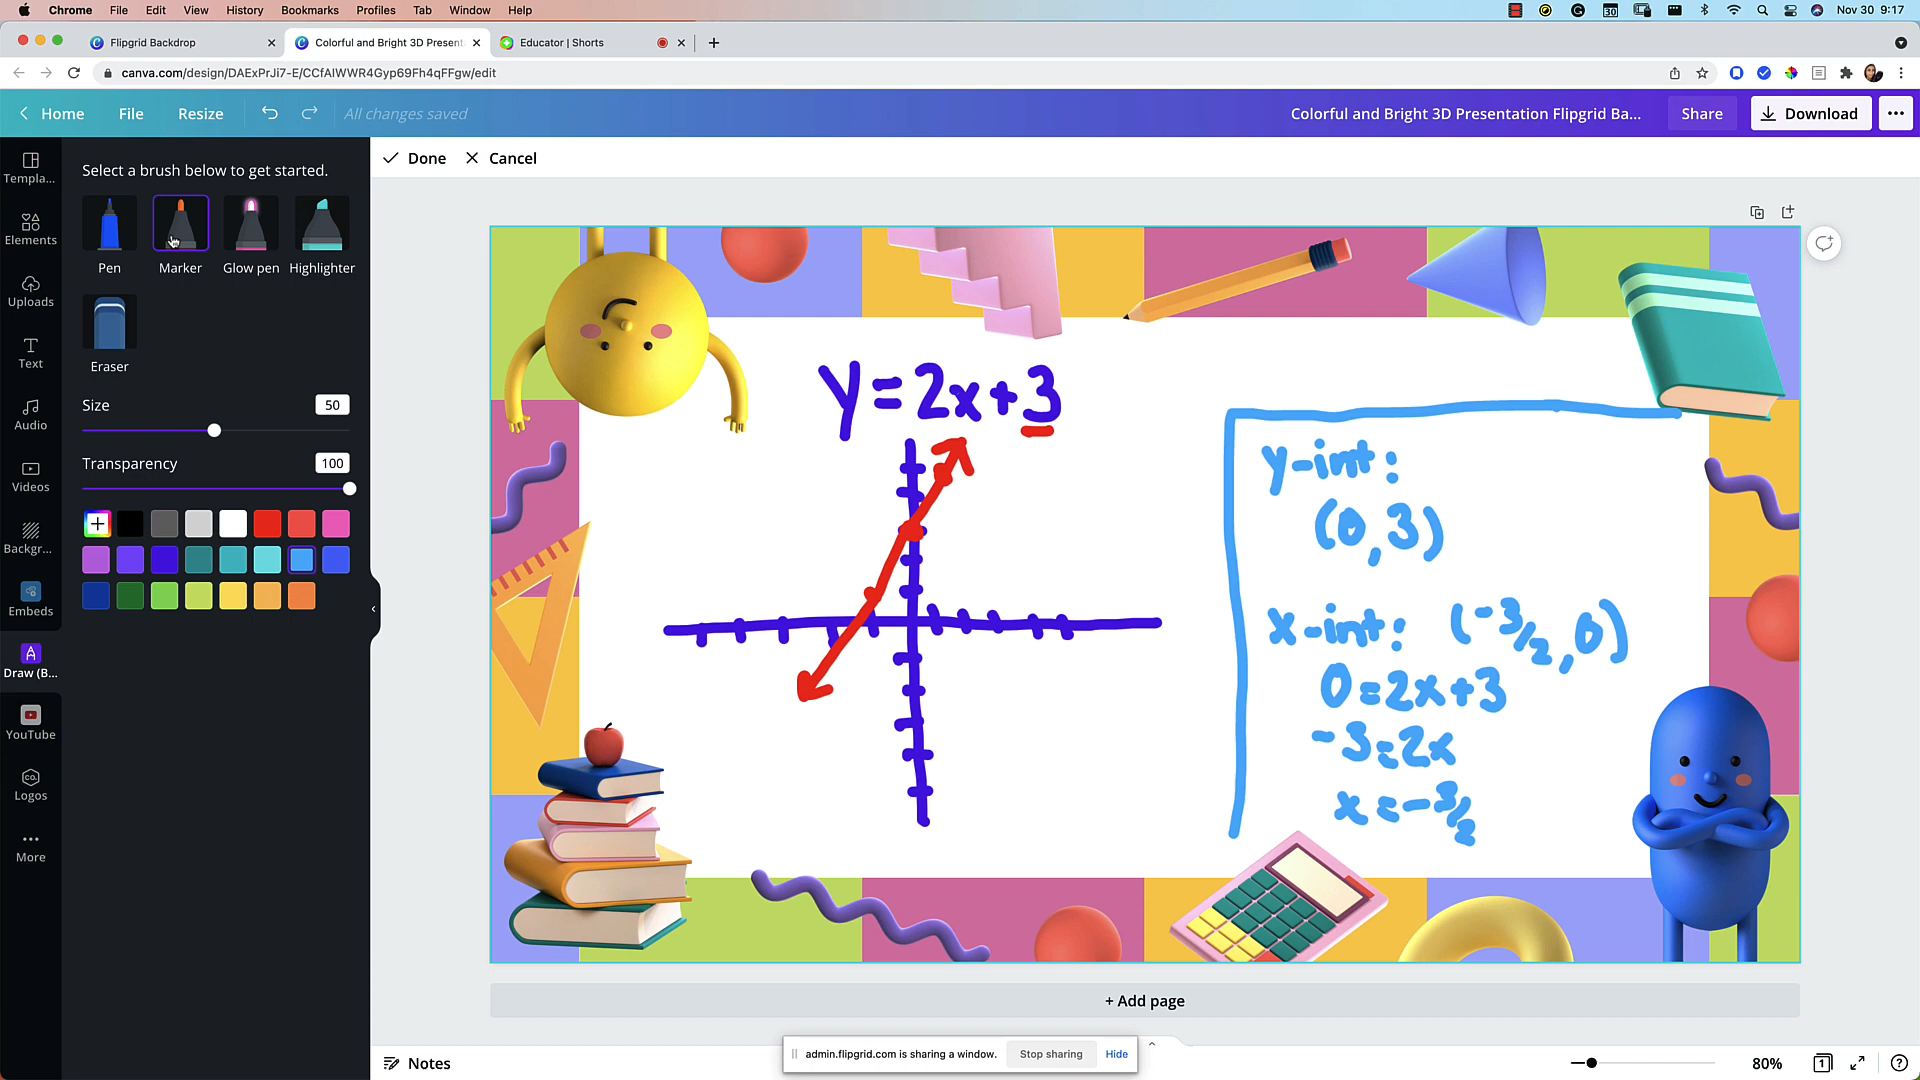 Chrome File Edit View History Bookmarks Profiles Tab Window Help 30 Nov 30 9:17
Flipgrid Backdrop Colorful and Bright 3D Present Educator | Shorts
canva.com/design/DAExPrJi7-E/CCfAIWWR4Gyp69Fh4qFFgw/edit
Home File Resize All changes saved Colorful and Bright 3D Presentation Flipgrid Ba... Share Download
Done Cancel
Templa...
Elements
Uploads
Text
Audio
Videos
Backgr...
Embeds
Draw (B...
YouTube
CO.
Logos
More
Select a brush below to get started.
Pen Marker Glow pen Highlighter
Eraser
Size 50
Transparency 100
y=2x+3
y-int:
(0,3)
x-int: (-3/2,0)
0=2x+3
-3=2x
x=-3/2
+ Add page
admin.flipgrid.com is sharing a window. Stop sharing Hide
Notes 80% 1